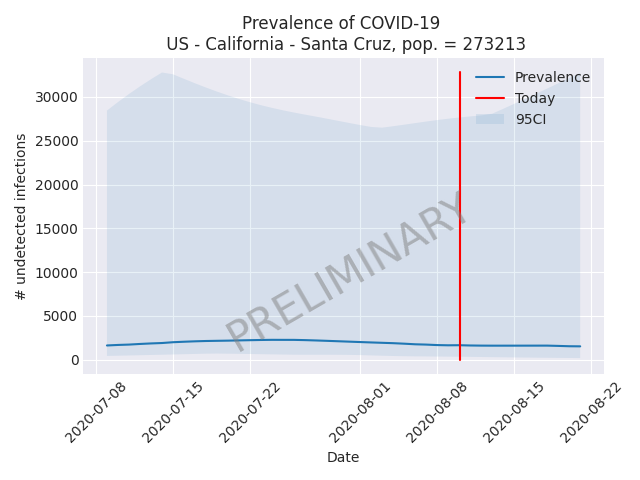 Prevalence of COVID-19
US - California - Santa Cruz, pop. = 273213
Prevalence
Today
95CI
30000
25000
20000
15000
10000
5000
0
# undetected infections
PRELIMINARY
2020-07-08
2020-07-15
2020-07-22
2020-08-01
2020-08-08
2020-08-15
2020-08-22
Date